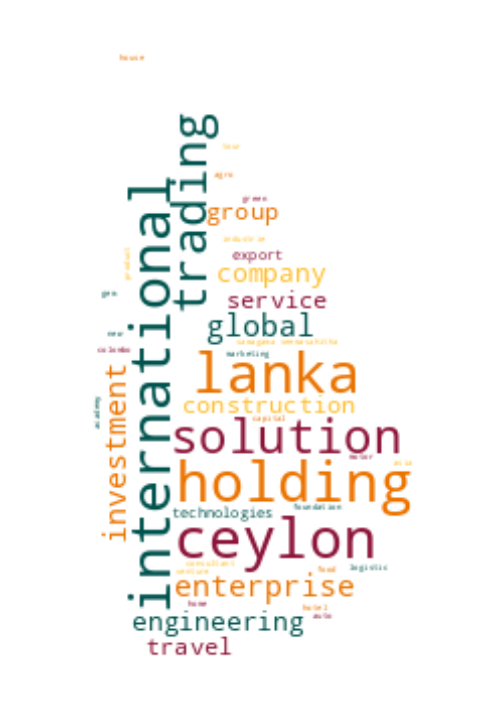 house
trading
tour
agro
international
green
group
industrie
export
product
company
gem
service
global
new
samagama seemasahitha
colombo
marketing
lanka
investment
construction
academy
capital
solution
motor
asia
holding
foundation
technologies
ceylon
consultant
logistic
food
venture
enterprise
home
hotel
auto
engineering
travel